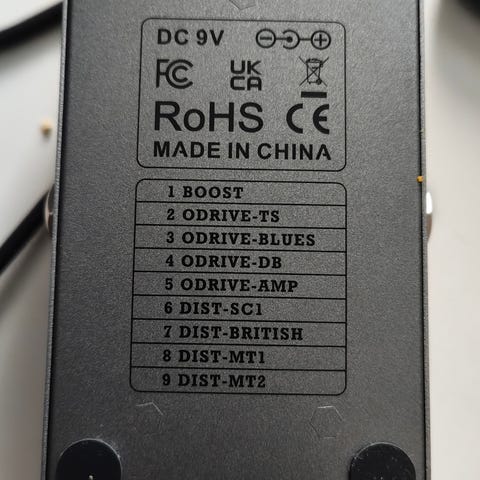 DC 9V
FC UK CA
RoHS CE
MADE IN CHINA
1 BOOST
2 ODRIVE-TS
3 ODRIVE-BLUES
4 ODRIVE-DB
5 ODRIVE-AMP
6 DIST-SC1
7 DIST-BRITISH
8 DIST-MT1
9 DIST-MT2